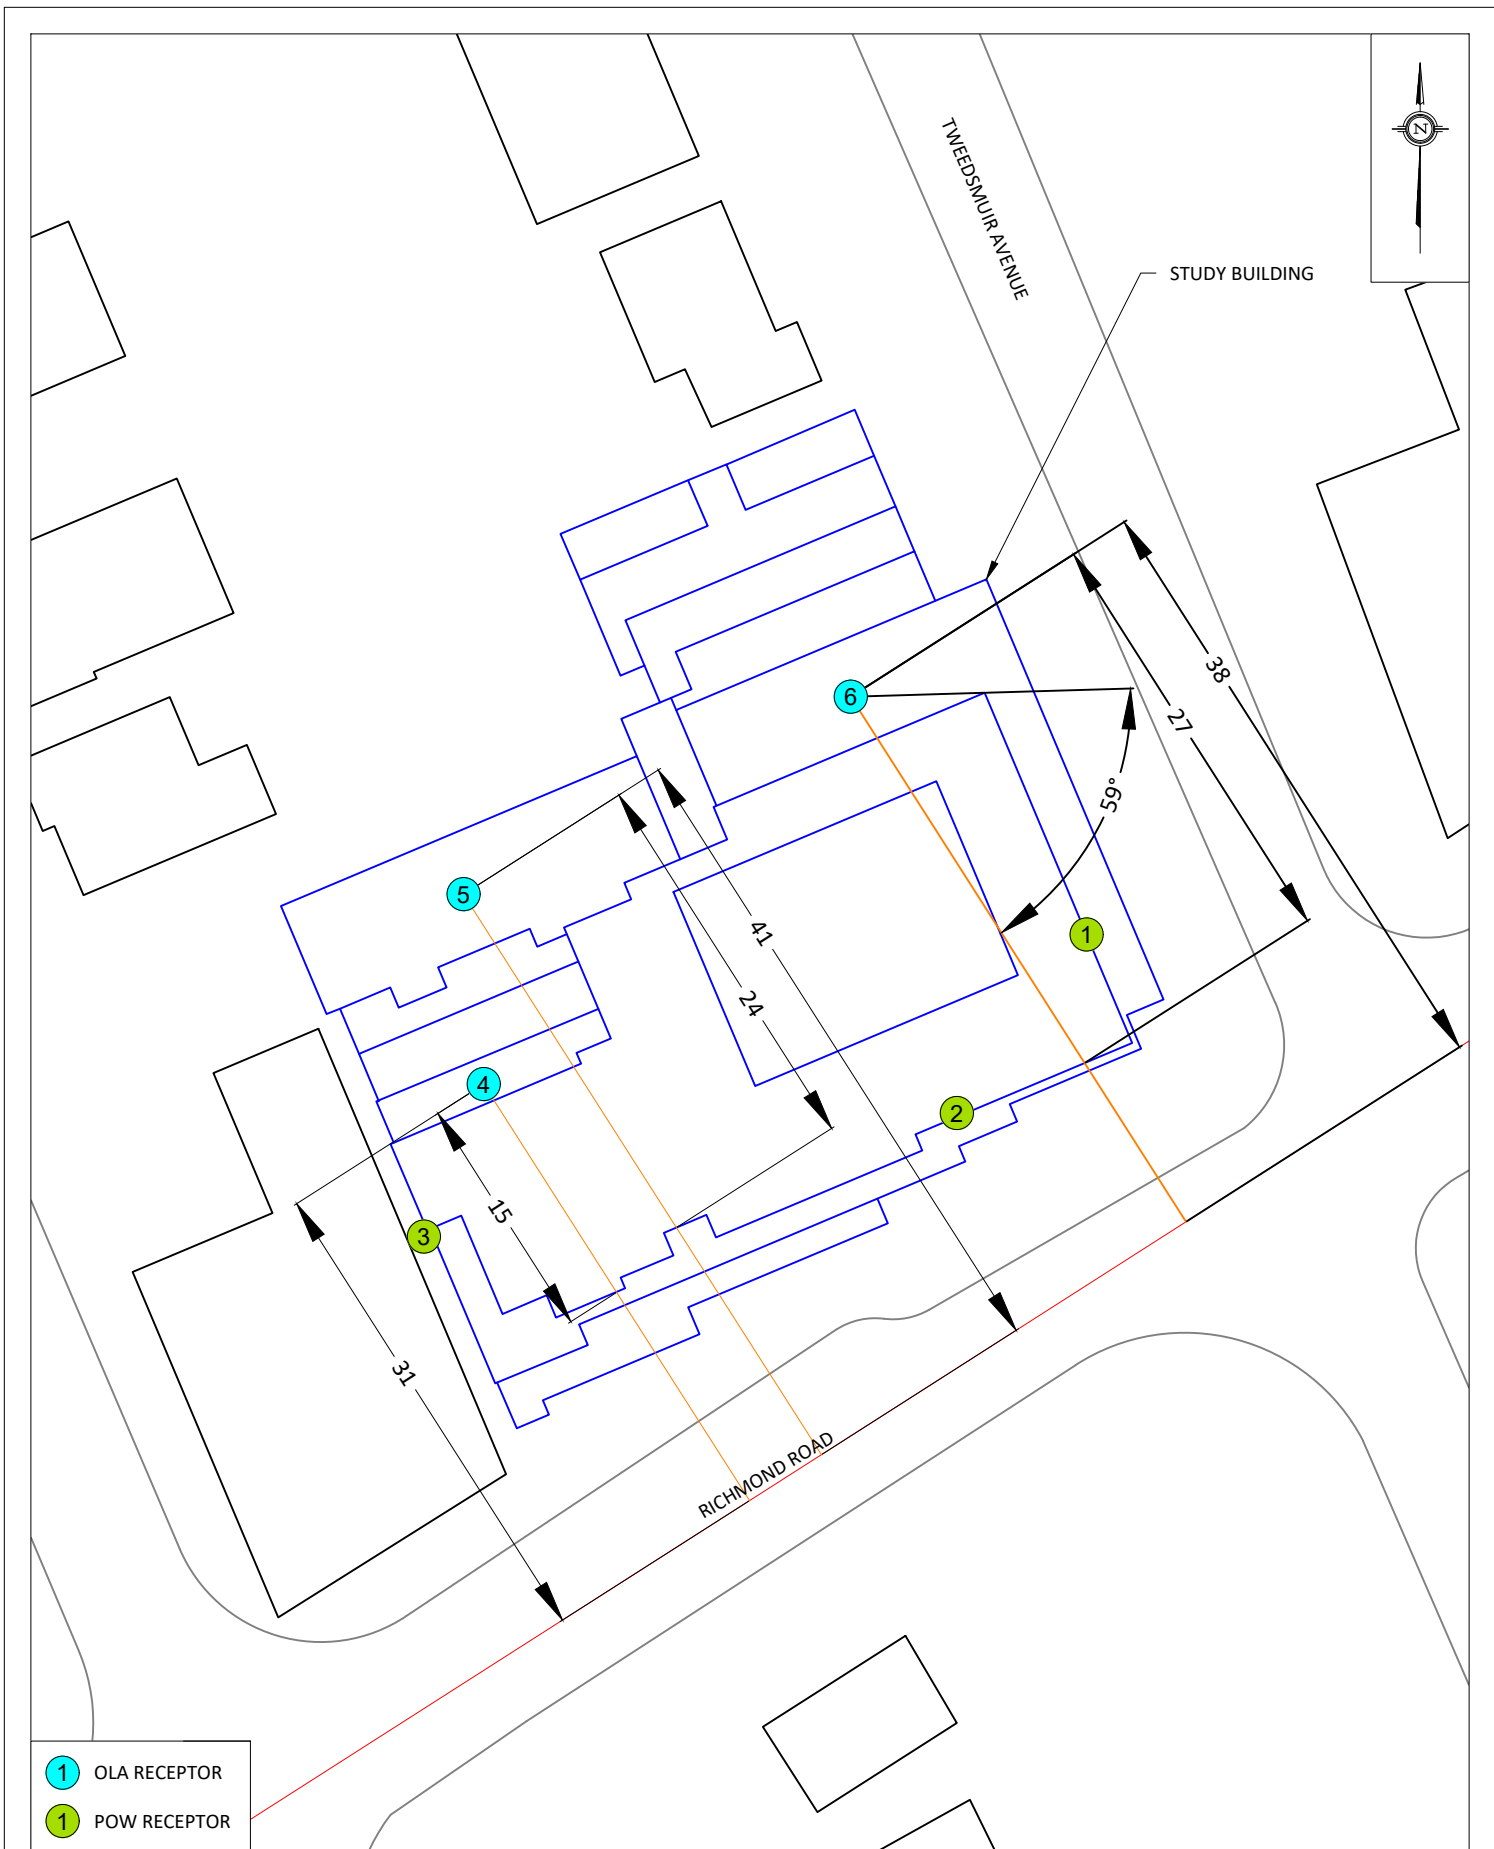 N
TWEEDSMUIR AVENUE
STUDY BUILDING
38
27
6
59°
5
41
1
24
4
2
15
3
31
RICHMOND ROAD
1 OLA RECEPTOR
1 POW RECEPTOR